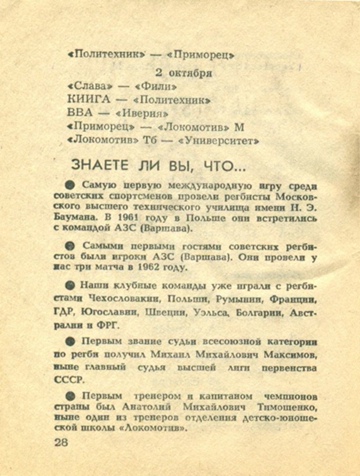 «Политехник» — «Приморец»
2 октября
«Слава» — «Фили»
КИИГА — «Политехник»
ВВА — «Иверия»
«Приморец» — «Локомотив» М
«Локомотив» Тб — «Университет»
ЗНАЕТЕ ЛИ ВЫ, ЧТО...
● Самую первую международную игру среди
советских спортсменов провели регбисты Москов-
ского высшего технического училища имени Н. Э.
Баумана. В 1961 году в Польше они встретились
с командой АЗС (Варшава).
● Самыми первыми гостями советских регби-
стов были игроки АЗС (Варшава). Они провели у
нас три матча в 1962 году.
● Наши клубные команды уже играли с регби-
стами Чехословакии, Польши, Румынии, Франции,
ГДР, Югославии, Швеции, Уэльса, Болгарии, Авст-
ралии и ФРГ.
● Первым звание судьи всесоюзной категории
по регби получил Михаил Михайлович Максимов,
ныне главный судья высшей лиги первенства
СССР.
● Первым тренером и капитаном чемпионов
страны был Анатолий Михайлович Тимошенко,
ныне один из тренеров отделения детско-юноше-
ской школы «Локомотив».
28